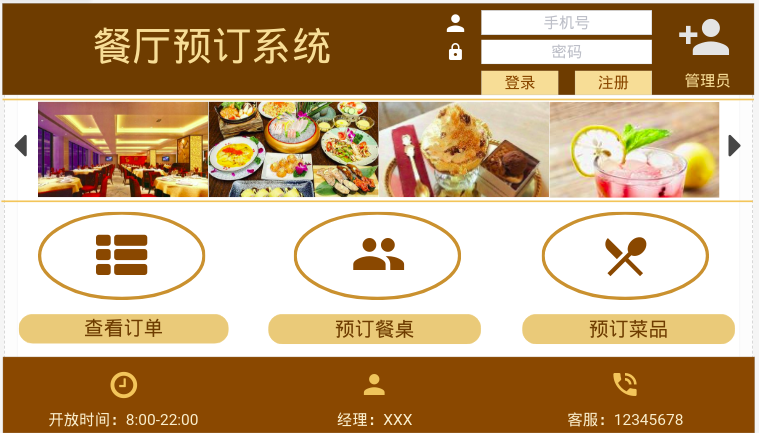 餐厅预订系统
手机号
密码
登录
注册
管理员
查看订单
预订餐桌
预订菜品
开放时间：8:00-22:00
经理：XXX
客服：12345678